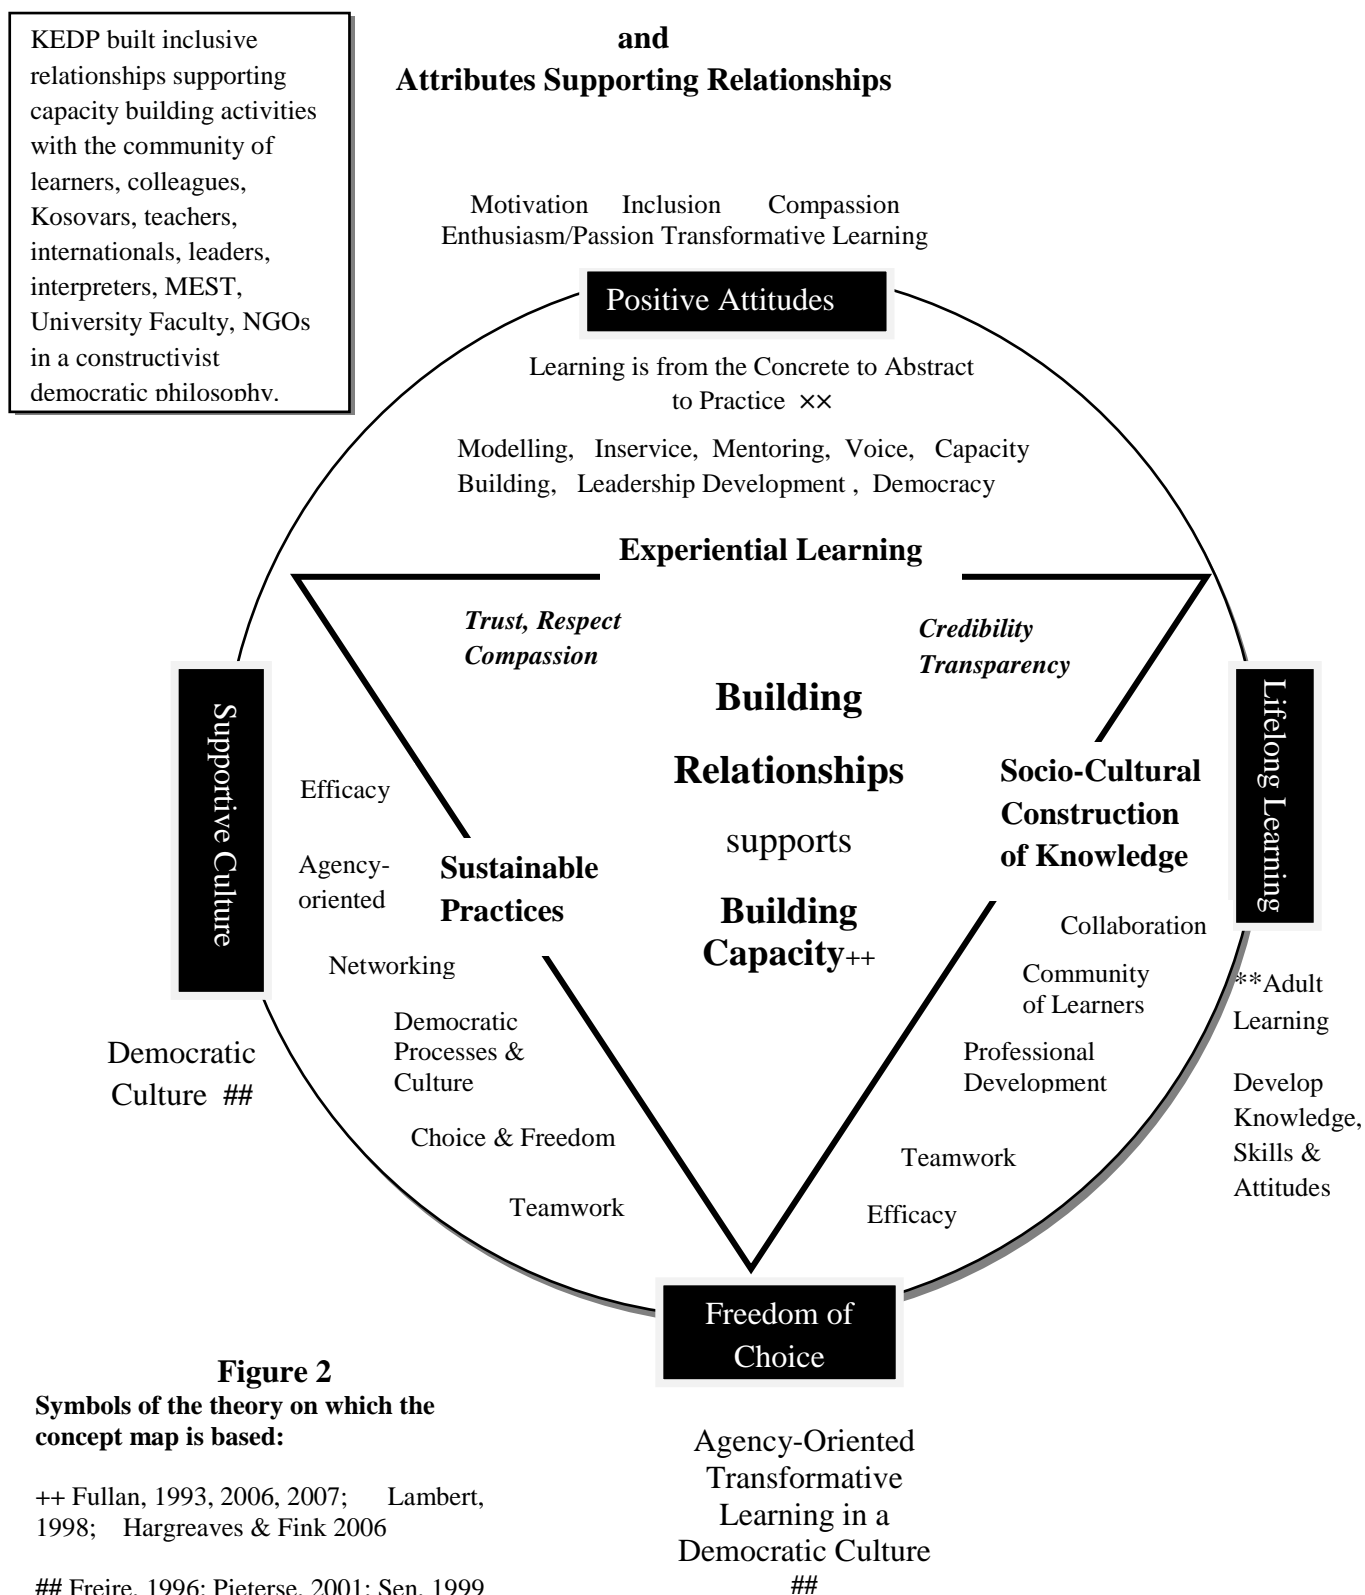 KEDP built inclusive
relationships supporting
capacity building activities
with the community of
learners, colleagues,
Kosovars, teachers,
internationals, leaders,
interpreters, MEST,
University Faculty, NGOs
in a constructivist
democratic philosophy.
and
Attributes Supporting Relationships
Motivation Inclusion Compassion
Enthusiasm/Passion Transformative Learning
Positive Attitudes
Learning is from the Concrete to Abstract
to Practice ××
Modelling, Inservice, Mentoring, Voice, Capacity
Building, Leadership Development , Democracy
Experiential Learning
Trust, Respect
Compassion
Credibility
Transparency
Building
Relationships
supports
Building
Capacity++
Supportive Culture
Efficacy
Agency-
oriented
Sustainable
Practices
Networking
Democratic
Processes &
Culture
Choice & Freedom
Teamwork
Democratic
Culture ##
Socio-Cultural
Construction
of Knowledge
Lifelong Learning
Collaboration
Community
of Learners
Professional
Development
Teamwork
Efficacy
**Adult
Learning
Develop
Knowledge,
Skills &
Attitudes
Freedom of
Choice
Agency-Oriented
Transformative
Learning in a
Democratic Culture
##
Figure 2
Symbols of the theory on which the
concept map is based:
++ Fullan, 1993, 2006, 2007; Lambert,
1998; Hargreaves & Fink 2006
## Freire, 1996; Pieterse, 2001; Sen, 1999